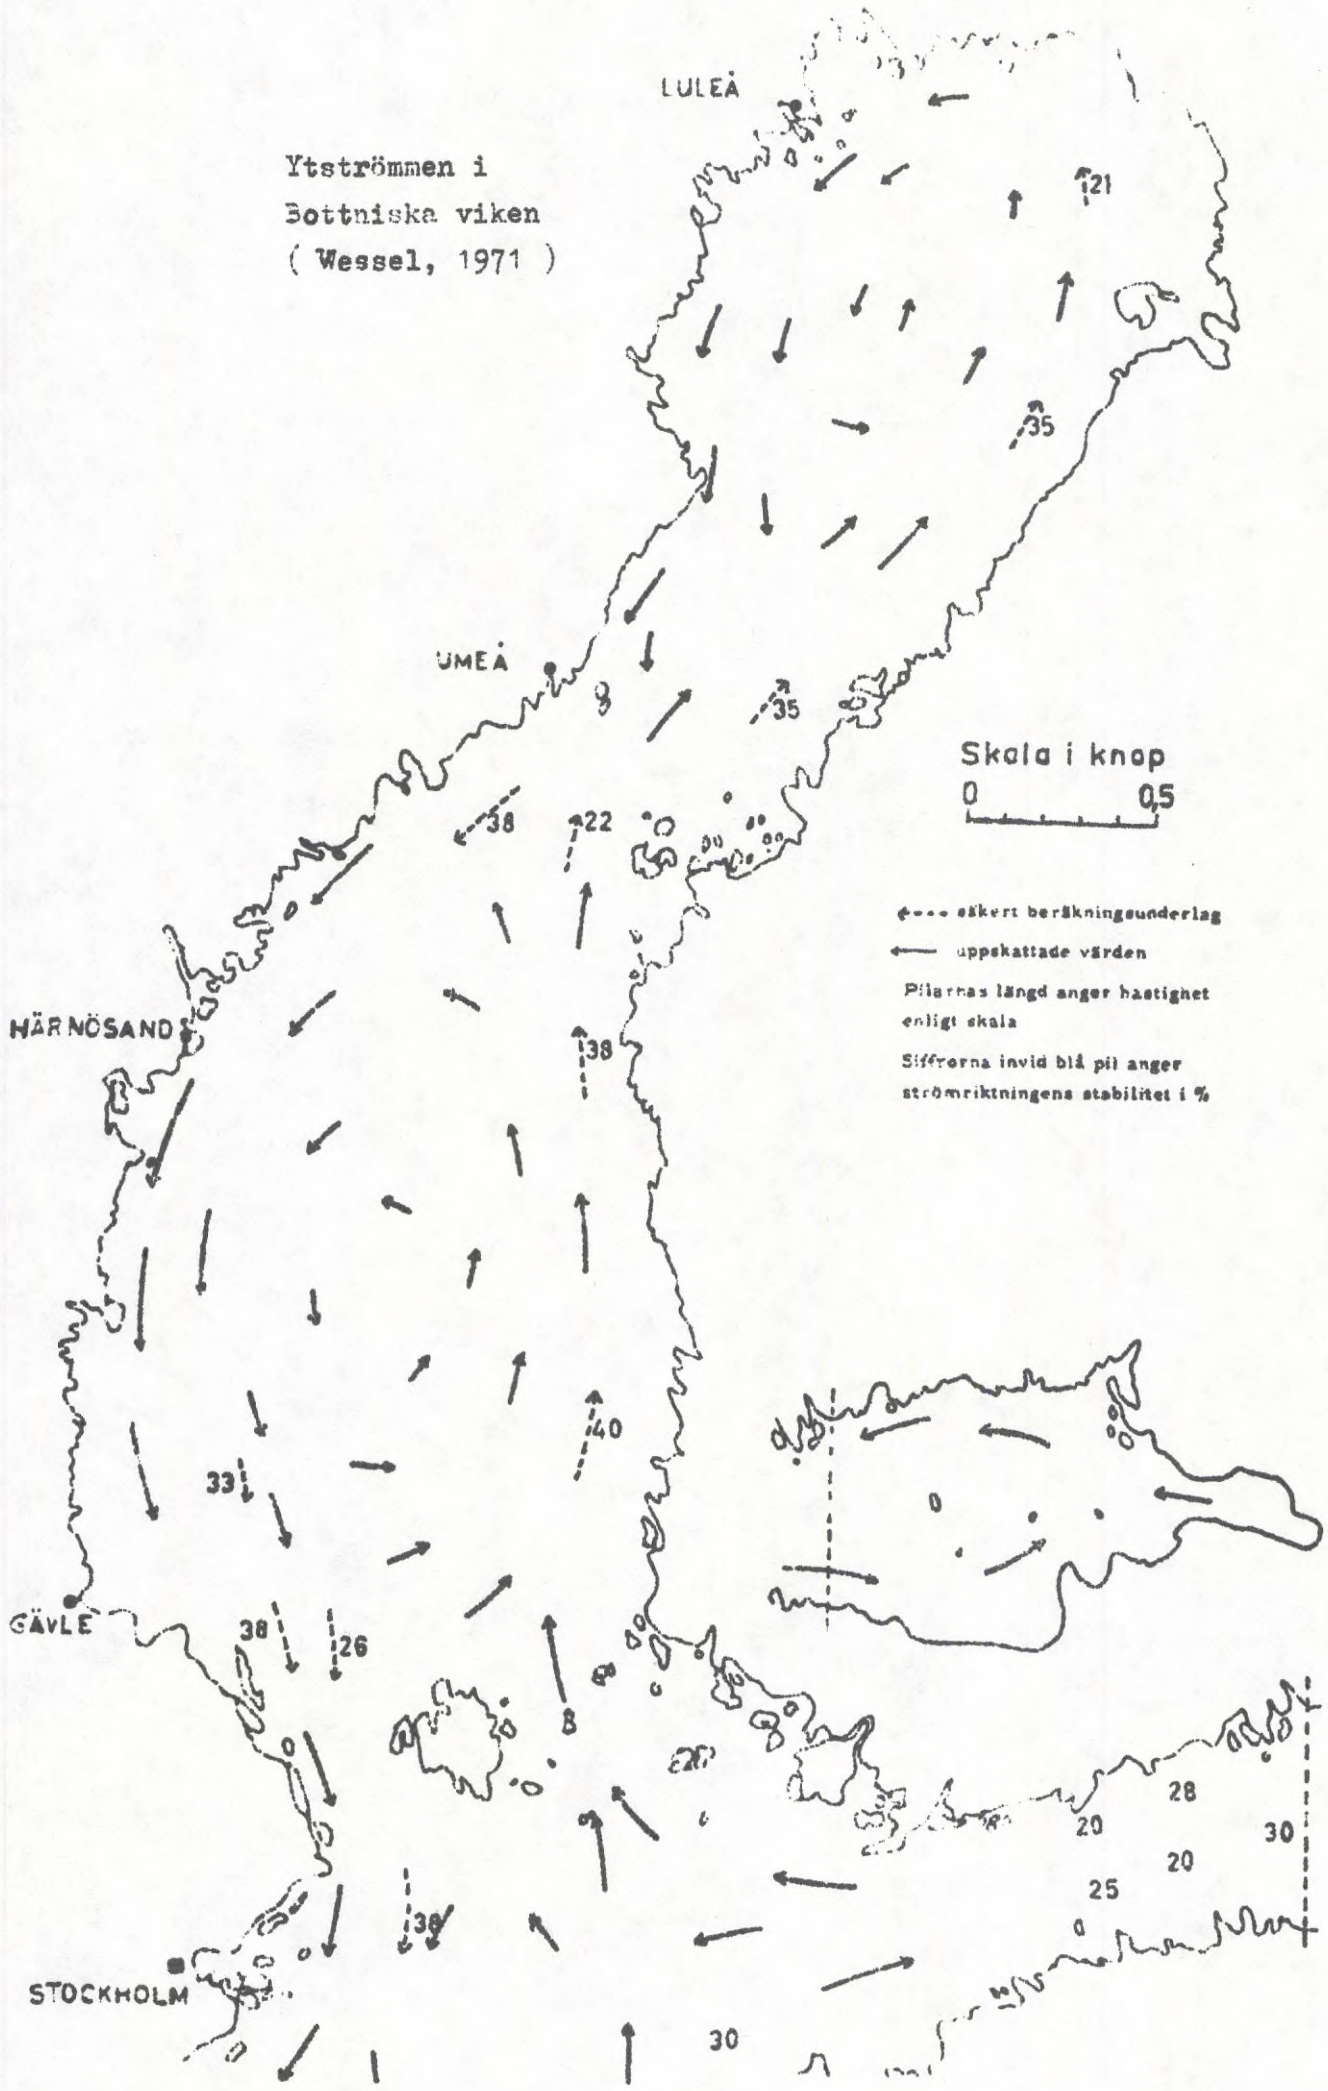 LULEÅ
Ytströmmen i
Bottniska viken
( Wessel, 1971 )
21
35
UMEÅ
35
Skala i knop
0 0,5
38
22
säkert beräkningsunderlag
uppskattade värden
Pilarnas längd anger hastighet
enligt skala
Siffrorna invid blå pil anger
strömriktningens stabilitet i %
HÄRNÖSAND
38
40
33
GÄVLE
38
26
28
20
30
20
25
38
STOCKHOLM
30